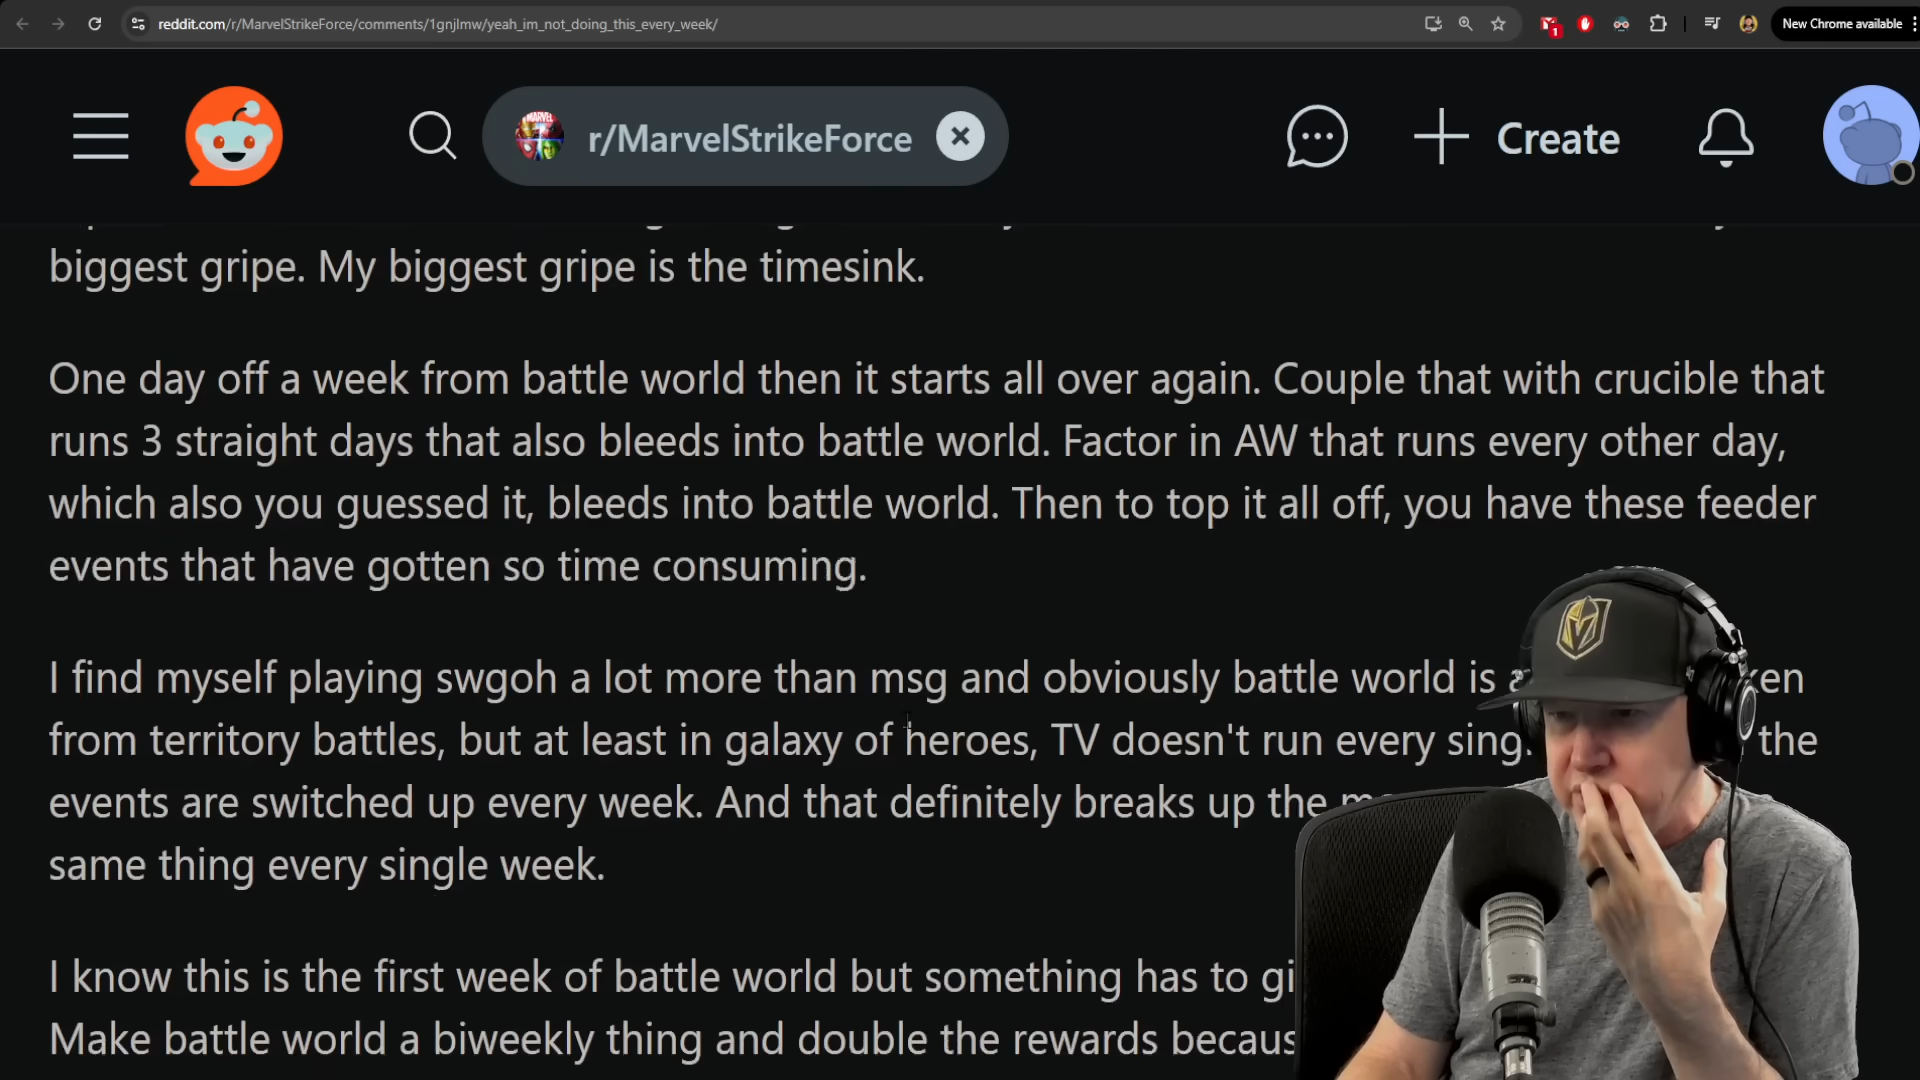 reddit.com/r/MarvelStrikeForce/comments/1gnjlmw/yeah_im_not_doing_this_every_week/
1
New Chrome available
MARVEL
r/MarvelStrikeForce
Create
biggest gripe. My biggest gripe is the timesink.
One day off a week from battle world then it starts all over again. Couple that with crucible that
runs 3 straight days that also bleeds into battle world. Factor in AW that runs every other day,
which also you guessed it, bleeds into battle world. Then to top it all off, you have these feeder
events that have gotten so time consuming.
I find myself playing swgoh a lot more than msg and obviously battle world is
from territory battles, but at least in galaxy of heroes, TV doesn't run every the
events are switched up every week. And that definitely breaks up the
same thing every single week.
I know this is the first week of battle world but something has to
Make battle world a biweekly thing and double the rewards